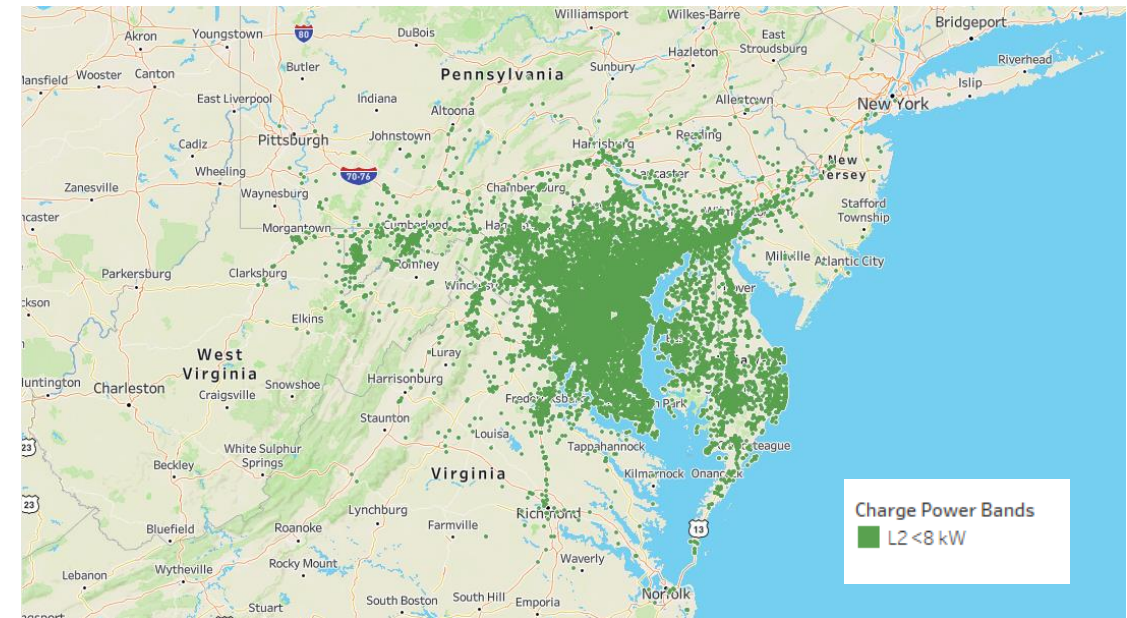 Williamsport
Wilkes-Barre
Bridgeport
Akron
Youngstown
80
DuBois
East
Stroudsburg
Hazleton
Riverhead
Mansfield
Wooster
Canton
Butler
Pennsylvania
Sunbury
Islip
East Liverpool
Indiana
Altoona
Allentown
New York
Cadiz
Pittsburgh
Johnstown
Harrisburg
Reading
Wheeling
70-76
New
Jersey
Zanesville
Waynesburg
Chambersburg
Stafford
Township
Morgantown
Cumberland
Millville
Atlantic City
Parkersburg
Clarksburg
Romney
Elkins
Luray
West
Virginia
Huntington
Charleston
Snowshoe
Harrisonburg
Craigsville
Staunton
Louisa
Tappahannock
23
White Sulphur
Springs
Beckley
Virginia
Kilmarnock
Onancock
23
Lynchburg
Richmond
Charge Power Bands
L2 <8 kW
Bluefield
Roanoke
Farmville
13
Waverly
Lebanon
Wytheville
Rocky Mount
Norfolk
Stuart
South Boston
South Hill
Emporia